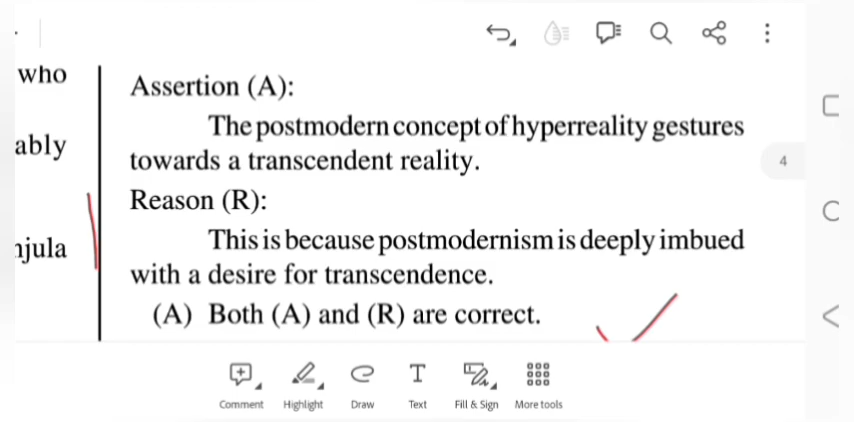 who
ably
njula
Assertion (A):
The postmodern concept of hyperreality gestures
towards a transcendent reality.
4
Reason (R):
This is because postmodernism is deeply imbued
with a desire for transcendence.
(A) Both (A) and (R) are correct.
Comment Highlight Draw Text Fill & Sign More tools